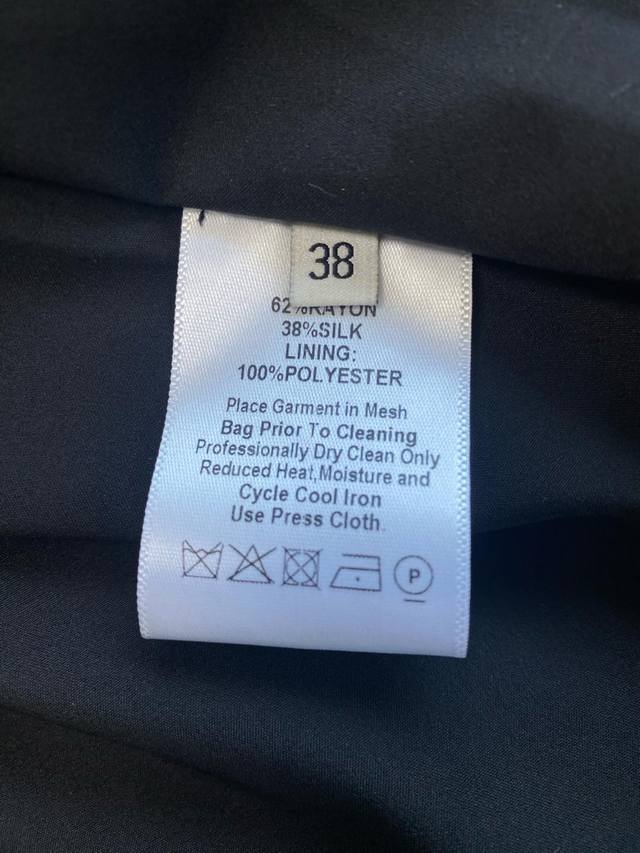 38
62%RAYON
38%SILK
LINING:
100%POLYESTER
Place Garment in Mesh
Bag Prior To Cleaning
Professionally Dry Clean Only
Reduced Heat,Moisture and
Cycle Cool Iron
Use Press Cloth.
P